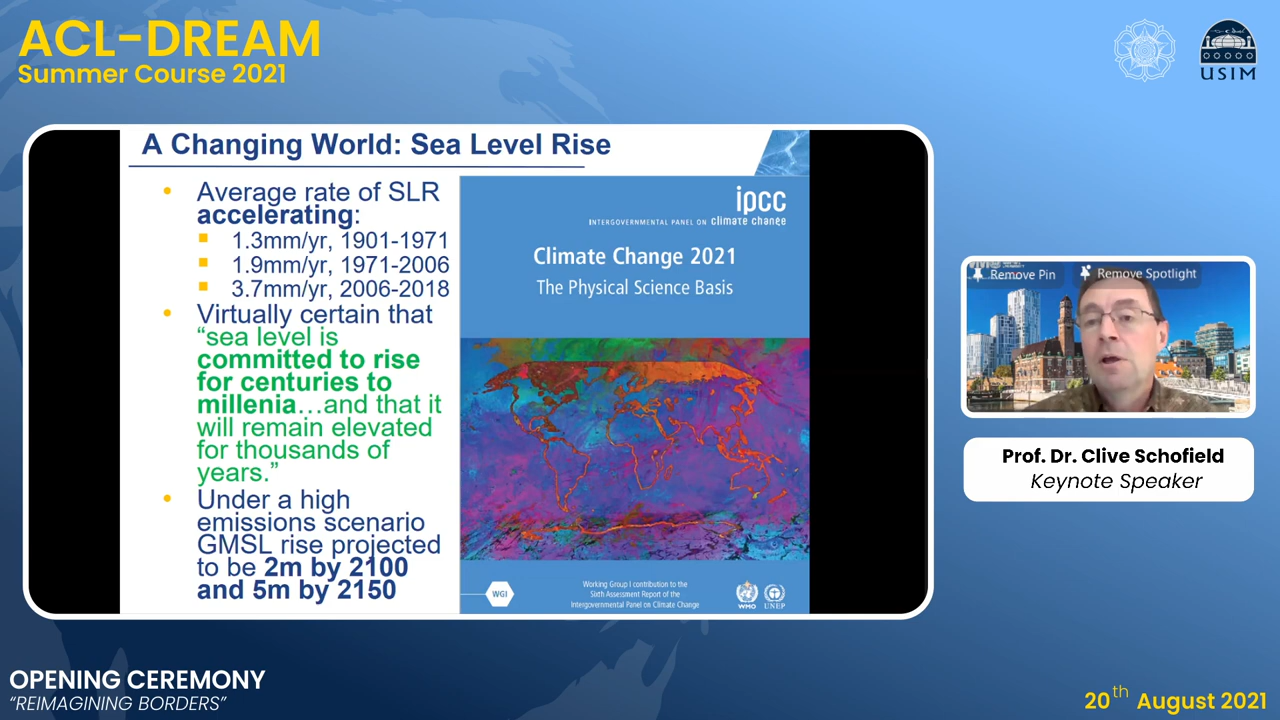 ACL-DREAM
Summer Course 2021
USIM
A Changing World: Sea Level Rise
Average rate of SLR
accelerating:
1.3mm/yr, 1901-1971
1.9mm/yr, 1971-2006
3.7mm/yr, 2006-2018
Virtually certain that
“sea level is
committed to rise
for centuries to
millenia…and that it
will remain elevated
for thousands of
years.”
Under a high
emissions scenario
GMSL rise projected
to be 2m by 2100
and 5m by 2150
ipcc
INTERGOVERNMENTAL PANEL ON climate change
Climate Change 2021
The Physical Science Basis
WGI
Working Group I contribution to the
Sixth Assessment Report of the
Intergovernmental Panel on Climate Change
WMO
UNEP
Remove Pin
Remove Spotlight
Prof. Dr. Clive Schofield
Keynote Speaker
OPENING CEREMONY
“REIMAGING BORDERS”
20th August 2021